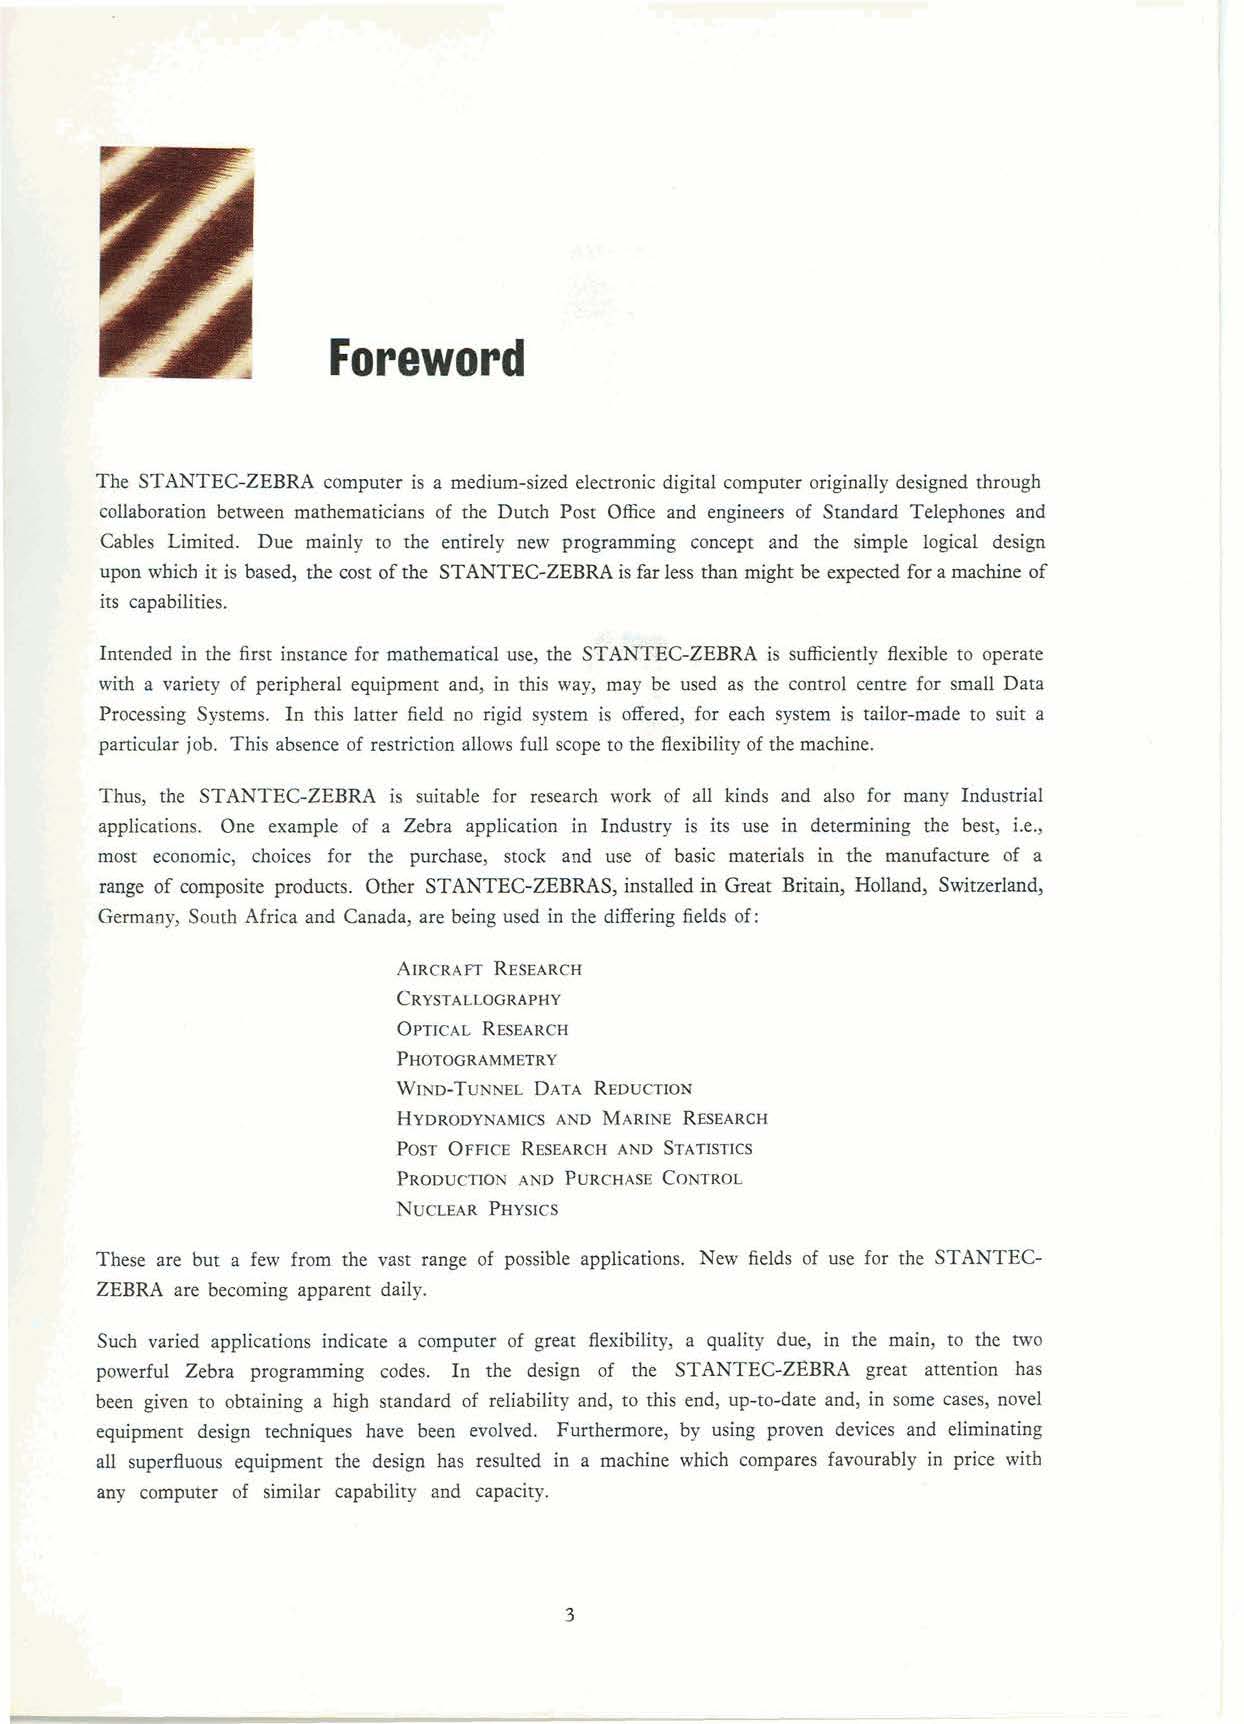 Foreword
The STANTEC-ZEBRA computer is a medium-sized electronic digital computer originally designed through
collaboration between mathematicians of the Dutch Post Office and engineers of Standard Telephones and
Cables Limited. Due mainly to the entirely new programming concept and the simple logical design
upon which it is based, the cost of the STANTEC-ZEBRA is far less than might be expected for a machine of
its capabilities.
Intended in the first instance for mathematical use, the STANTEC-ZEBRA is sufficiently flexible to operate
with a variety of peripheral equipment and, in this way, may be used as the control centre for small Data
Processing Systems. In this latter field no rigid system is offered, for each system is tailor-made to suit a
particular job. This absence of restriction allows full scope to the flexibility of the machine.
Thus, the STANTEC-ZEBRA is suitable for research work of all kinds and also for many Industrial
applications. One example of a Zebra application in Industry is its use in determining the best, i.e.,
most economic, choices for the purchase, stock and use of basic materials in the manufacture of a
range of composite products. Other STANTEC-ZEBRAS, installed in Great Britain, Holland, Switzerland,
Germany, South Africa and Canada, are being used in the differing fields of:
AIRCRAFT RESEARCH
CRYSTALLOGRAPHY
OPTICAL RESEARCH
PHOTOGRAMMETRY
WIND-TUNNEL DATA REDUCTION
HYDRODYNAMICS AND MARINE RESEARCH
POST OFFICE RESEARCH AND STATISTICS
PRODUCTION AND PURCHASE CONTROL
NUCLEAR PHYSICS
These are but a few from the vast range of possible applications. New fields of use for the STANTEC-
ZEBRA are becoming apparent daily.
Such varied applications indicate a computer of great flexibility, a quality due, in the main, to the two
powerful Zebra programming codes. In the design of the STANTEC-ZEBRA great attention has
been given to obtaining a high standard of reliability and, to this end, up-to-date and, in some cases, novel
equipment design techniques have been evolved. Furthermore, by using proven devices and eliminating
all superfluous equipment the design has resulted in a machine which compares favourably in price with
any computer of similar capability and capacity.
3